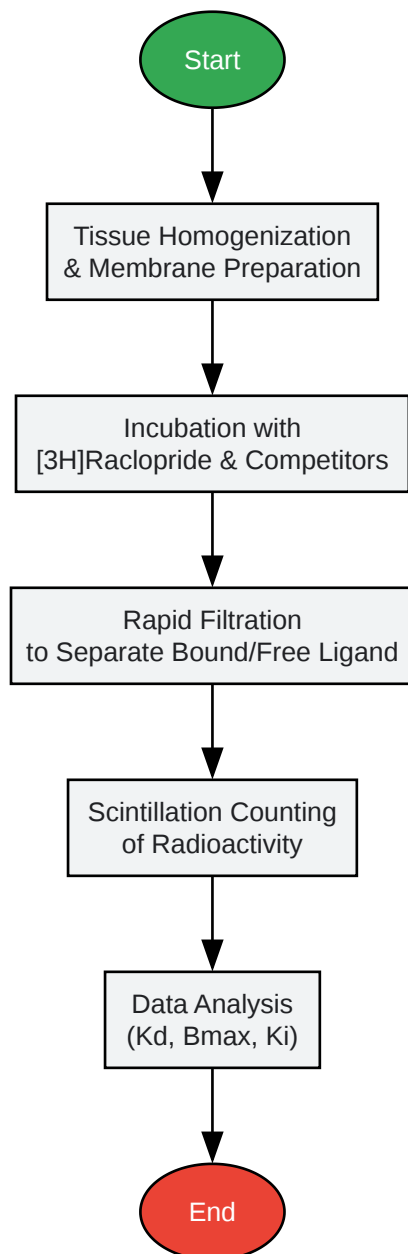 Start
Tissue Homogenization
& Membrane Preparation
Incubation with
[3H]Raclopride & Competitors
Rapid Filtration
to Separate Bound/Free Ligand
Scintillation Counting
of Radioactivity
Data Analysis
(Kd, Bmax, Ki)
End